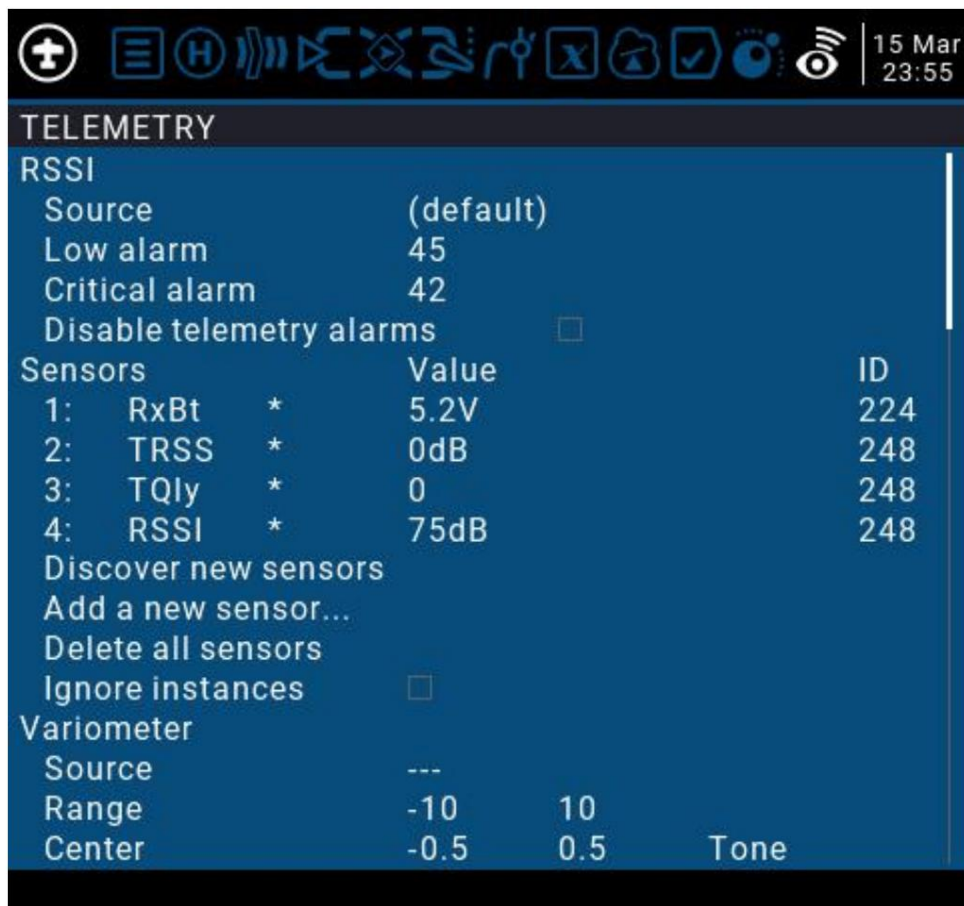 15 Mar
23:55
TELEMETRY
RSSI
Source (default)
Low alarm 45
Critical alarm 42
Disable telemetry alarms
Sensors Value ID
1: RxBt * 5.2V 224
2: TRSS * 0dB 248
3: TQly * 0 248
4: RSSI * 75dB 248
Discover new sensors
Add a new sensor...
Delete all sensors
Ignore instances
Variometer
Source ---
Range -10 10
Center -0.5 0.5 Tone